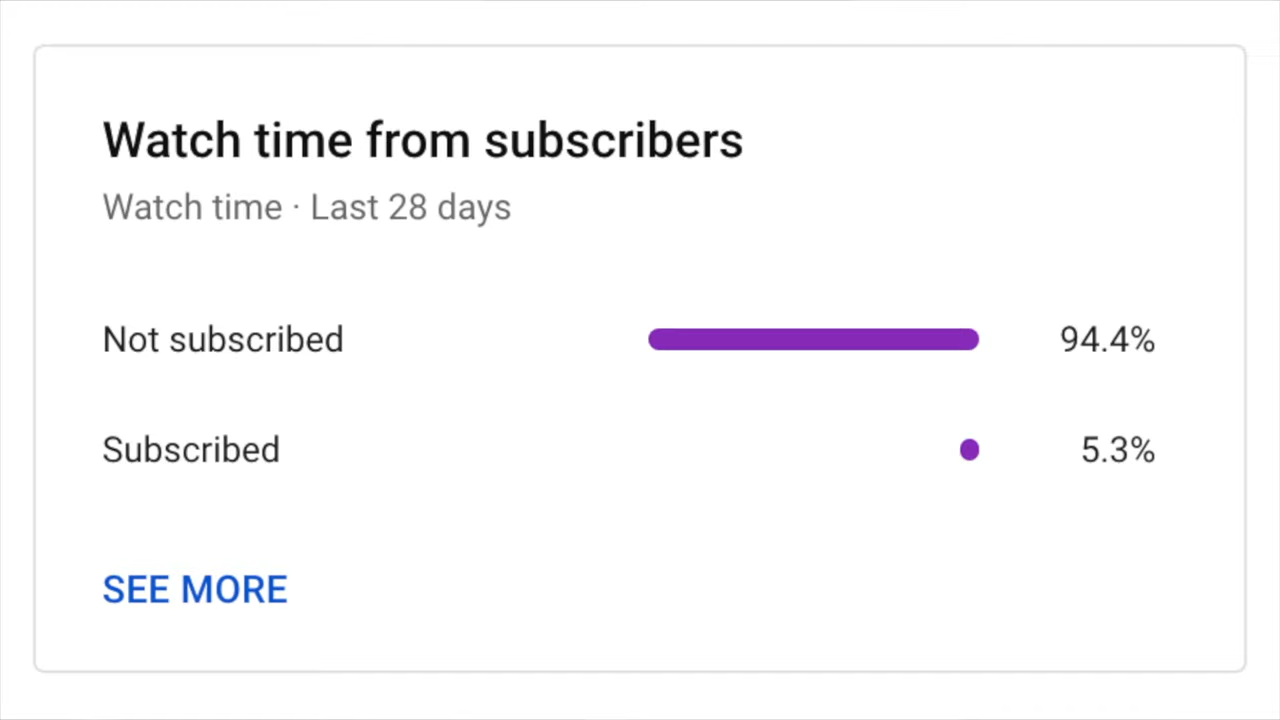 Watch time from subscribers
Watch time · Last 28 days
Not subscribed 94.4%
Subscribed 5.3%
SEE MORE